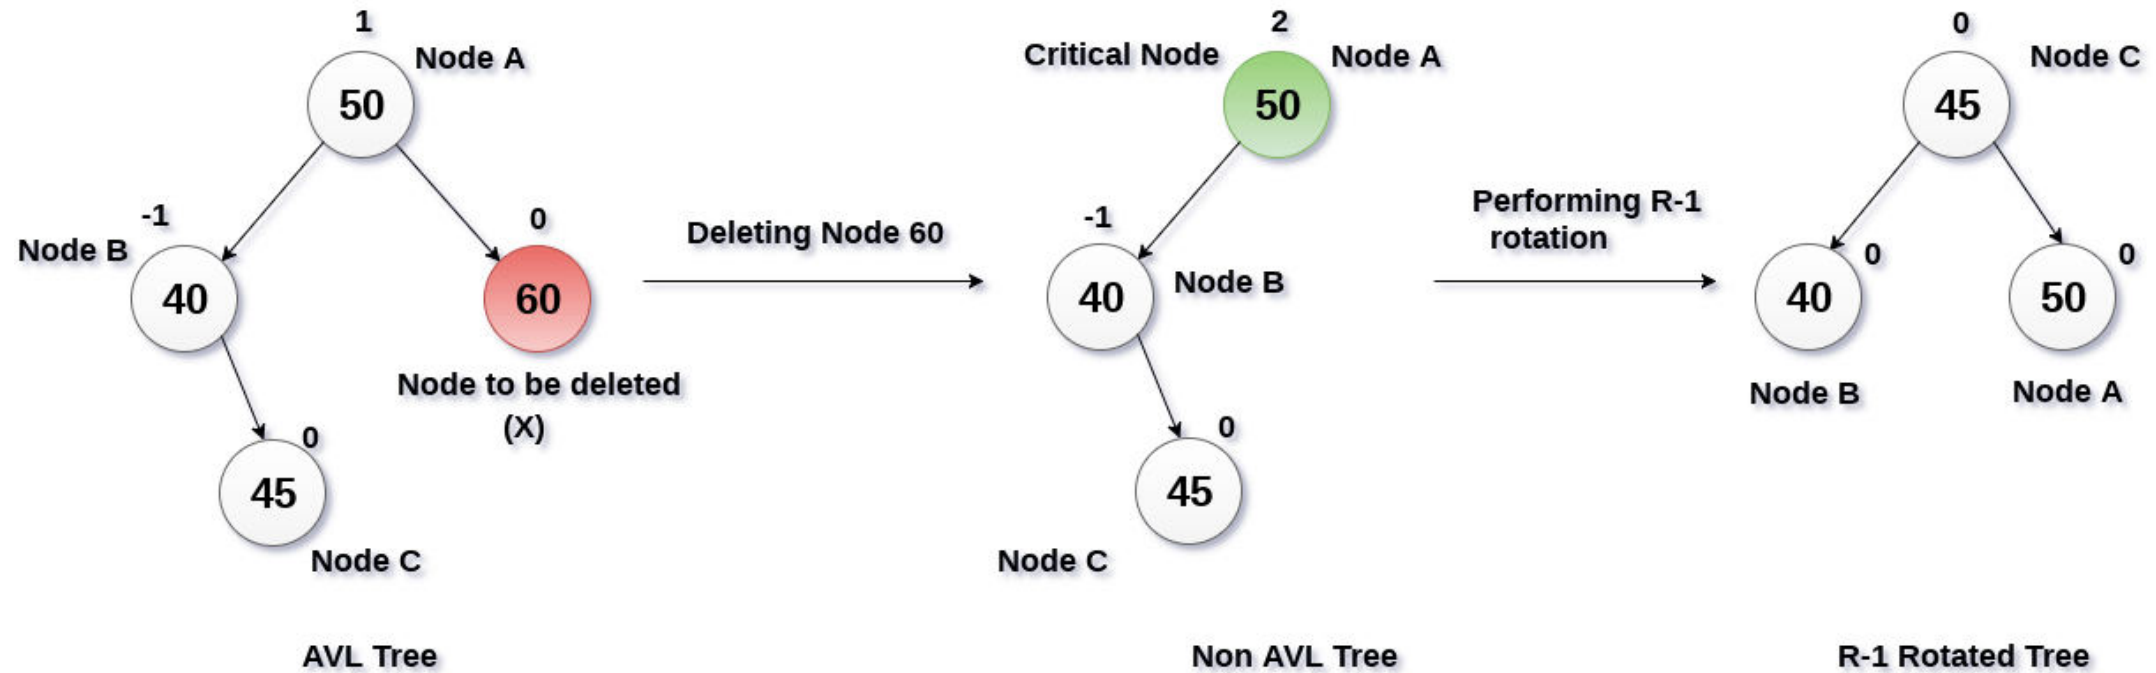 1
Node A
50
-1
Node B
40
0
60
Node to be deleted
(X)
0
45
Node C
AVL Tree
Deleting Node 60
2
Critical Node
Node A
50
-1
40
Node B
0
45
Node C
Non AVL Tree
Performing R-1
rotation
0
Node C
45
0
40
Node B
0
50
Node A
R-1 Rotated Tree